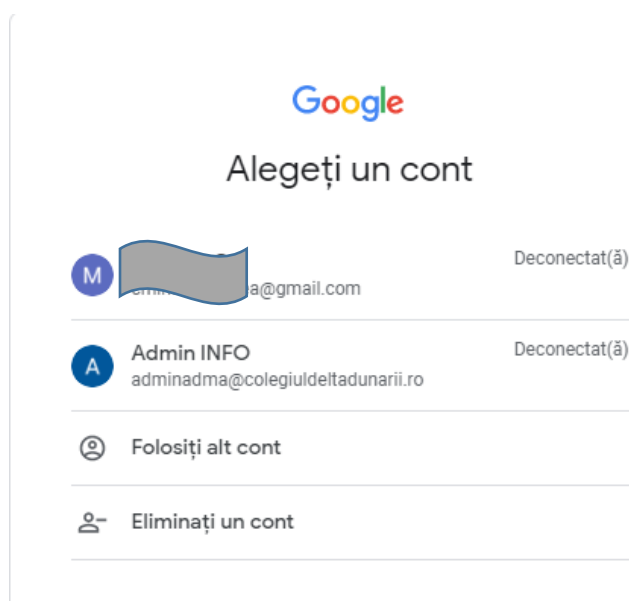 Google
Alegeți un cont
M
Deconectat(ă)
a@gmail.com
A
Admin INFO
Deconectat(ă)
adminadma@colegiuldeltadunarii.ro
Folosiți alt cont
Eliminați un cont